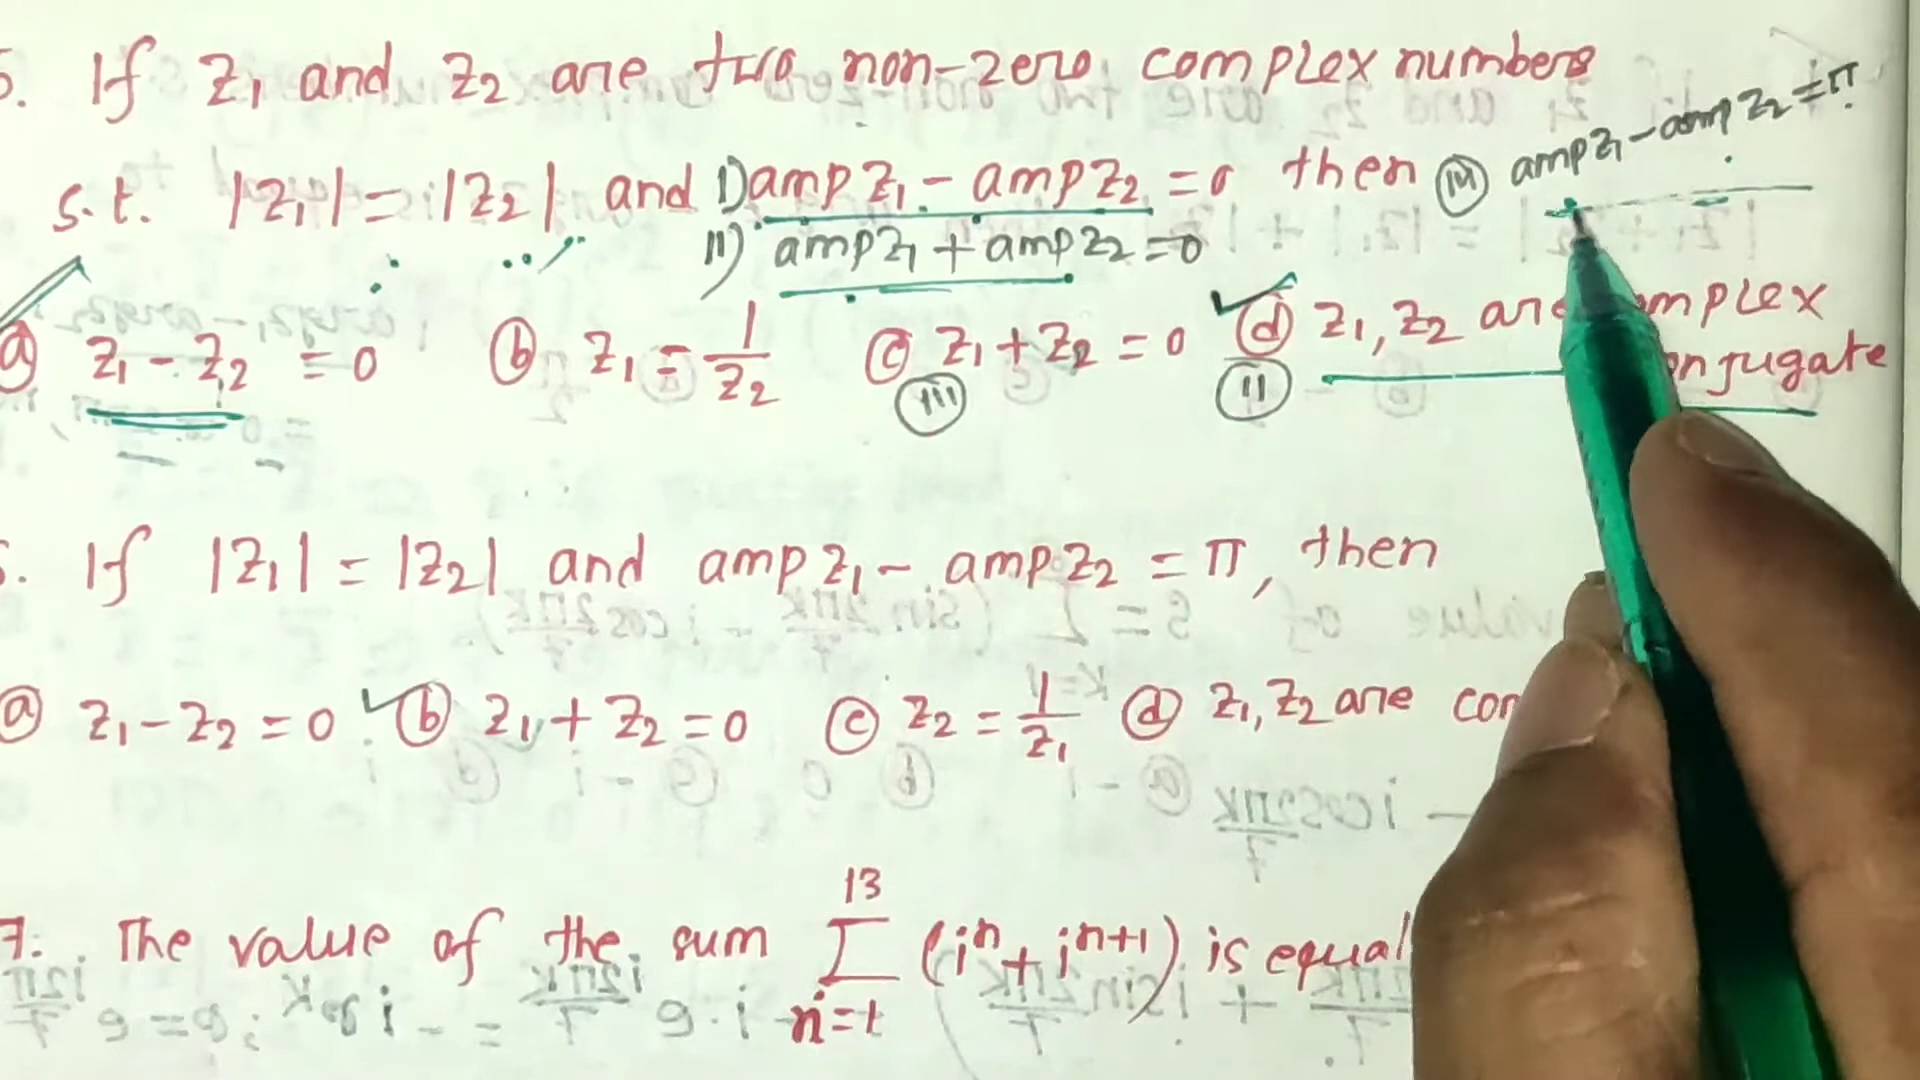 5. If z₁ and z₂ are two non-zero complex numbers
s.t. |z₁| = |z₂| and I) amp z₁ - amp z₂ = 0 then (III) amp z₁ - amp z₂ = π
II) amp z₁ + amp z₂ = 0
(a) z₁ - z₂ = 0 (b) z₁ = 1/z₂ (c) z₁ + z₂ = 0 (d) z₁, z₂ are complex
conjugate
(III) (II)
6. If |z₁| = |z₂| and amp z₁ - amp z₂ = π, then
(a) z₁ - z₂ = 0 (b) z₁ + z₂ = 0 (c) z₂ = 1/z₁ (d) z₁, z₂ are con
7. The value of the sum 13 Σ n=1 (iⁿ + iⁿ⁺¹) is equal